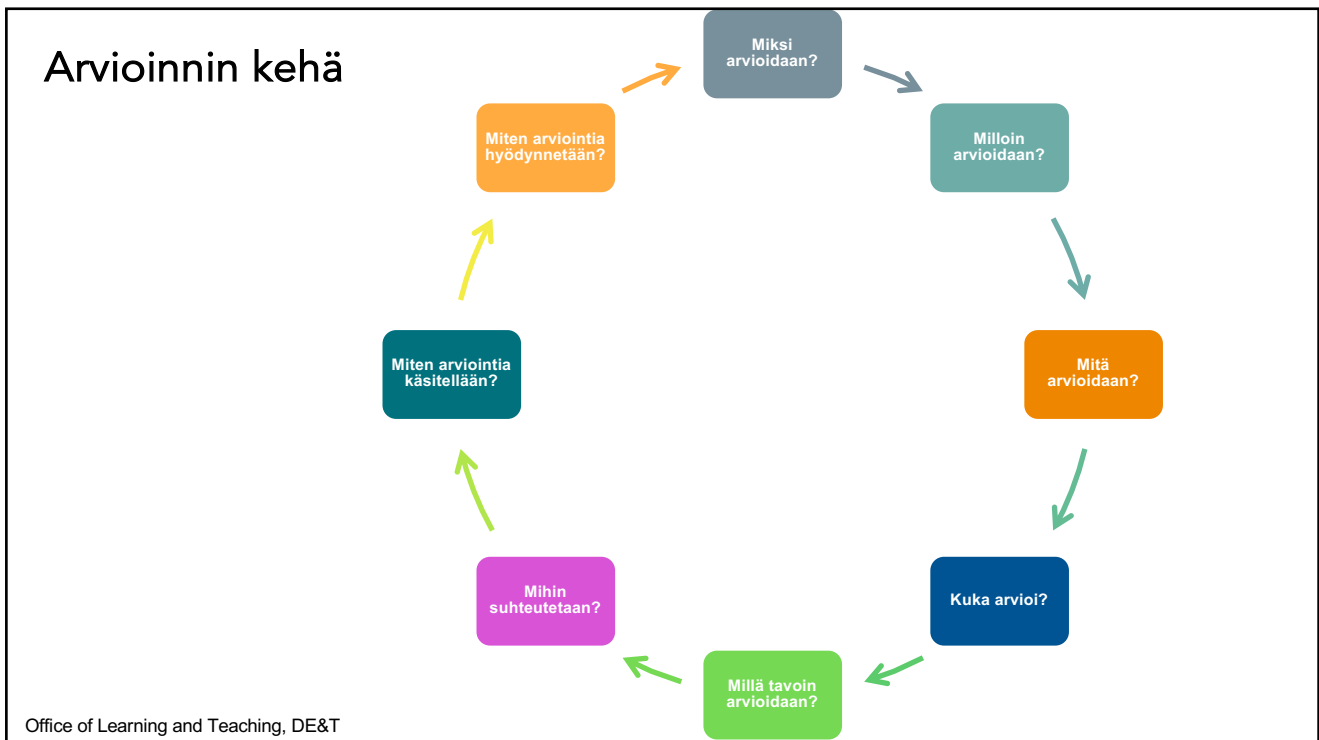 Arvioinnin kehä
Miksi
arvioidaan?
Milloin
arvioidaan?
Mitä
arvioidaan?
Kuka arvioi?
Millä tavoin
arvioidaan?
Mihin
suhteutetaan?
Miten arviointia
käsitellään?
Miten arviointia
hyödynnetään?
Office of Learning and Teaching, DE&T